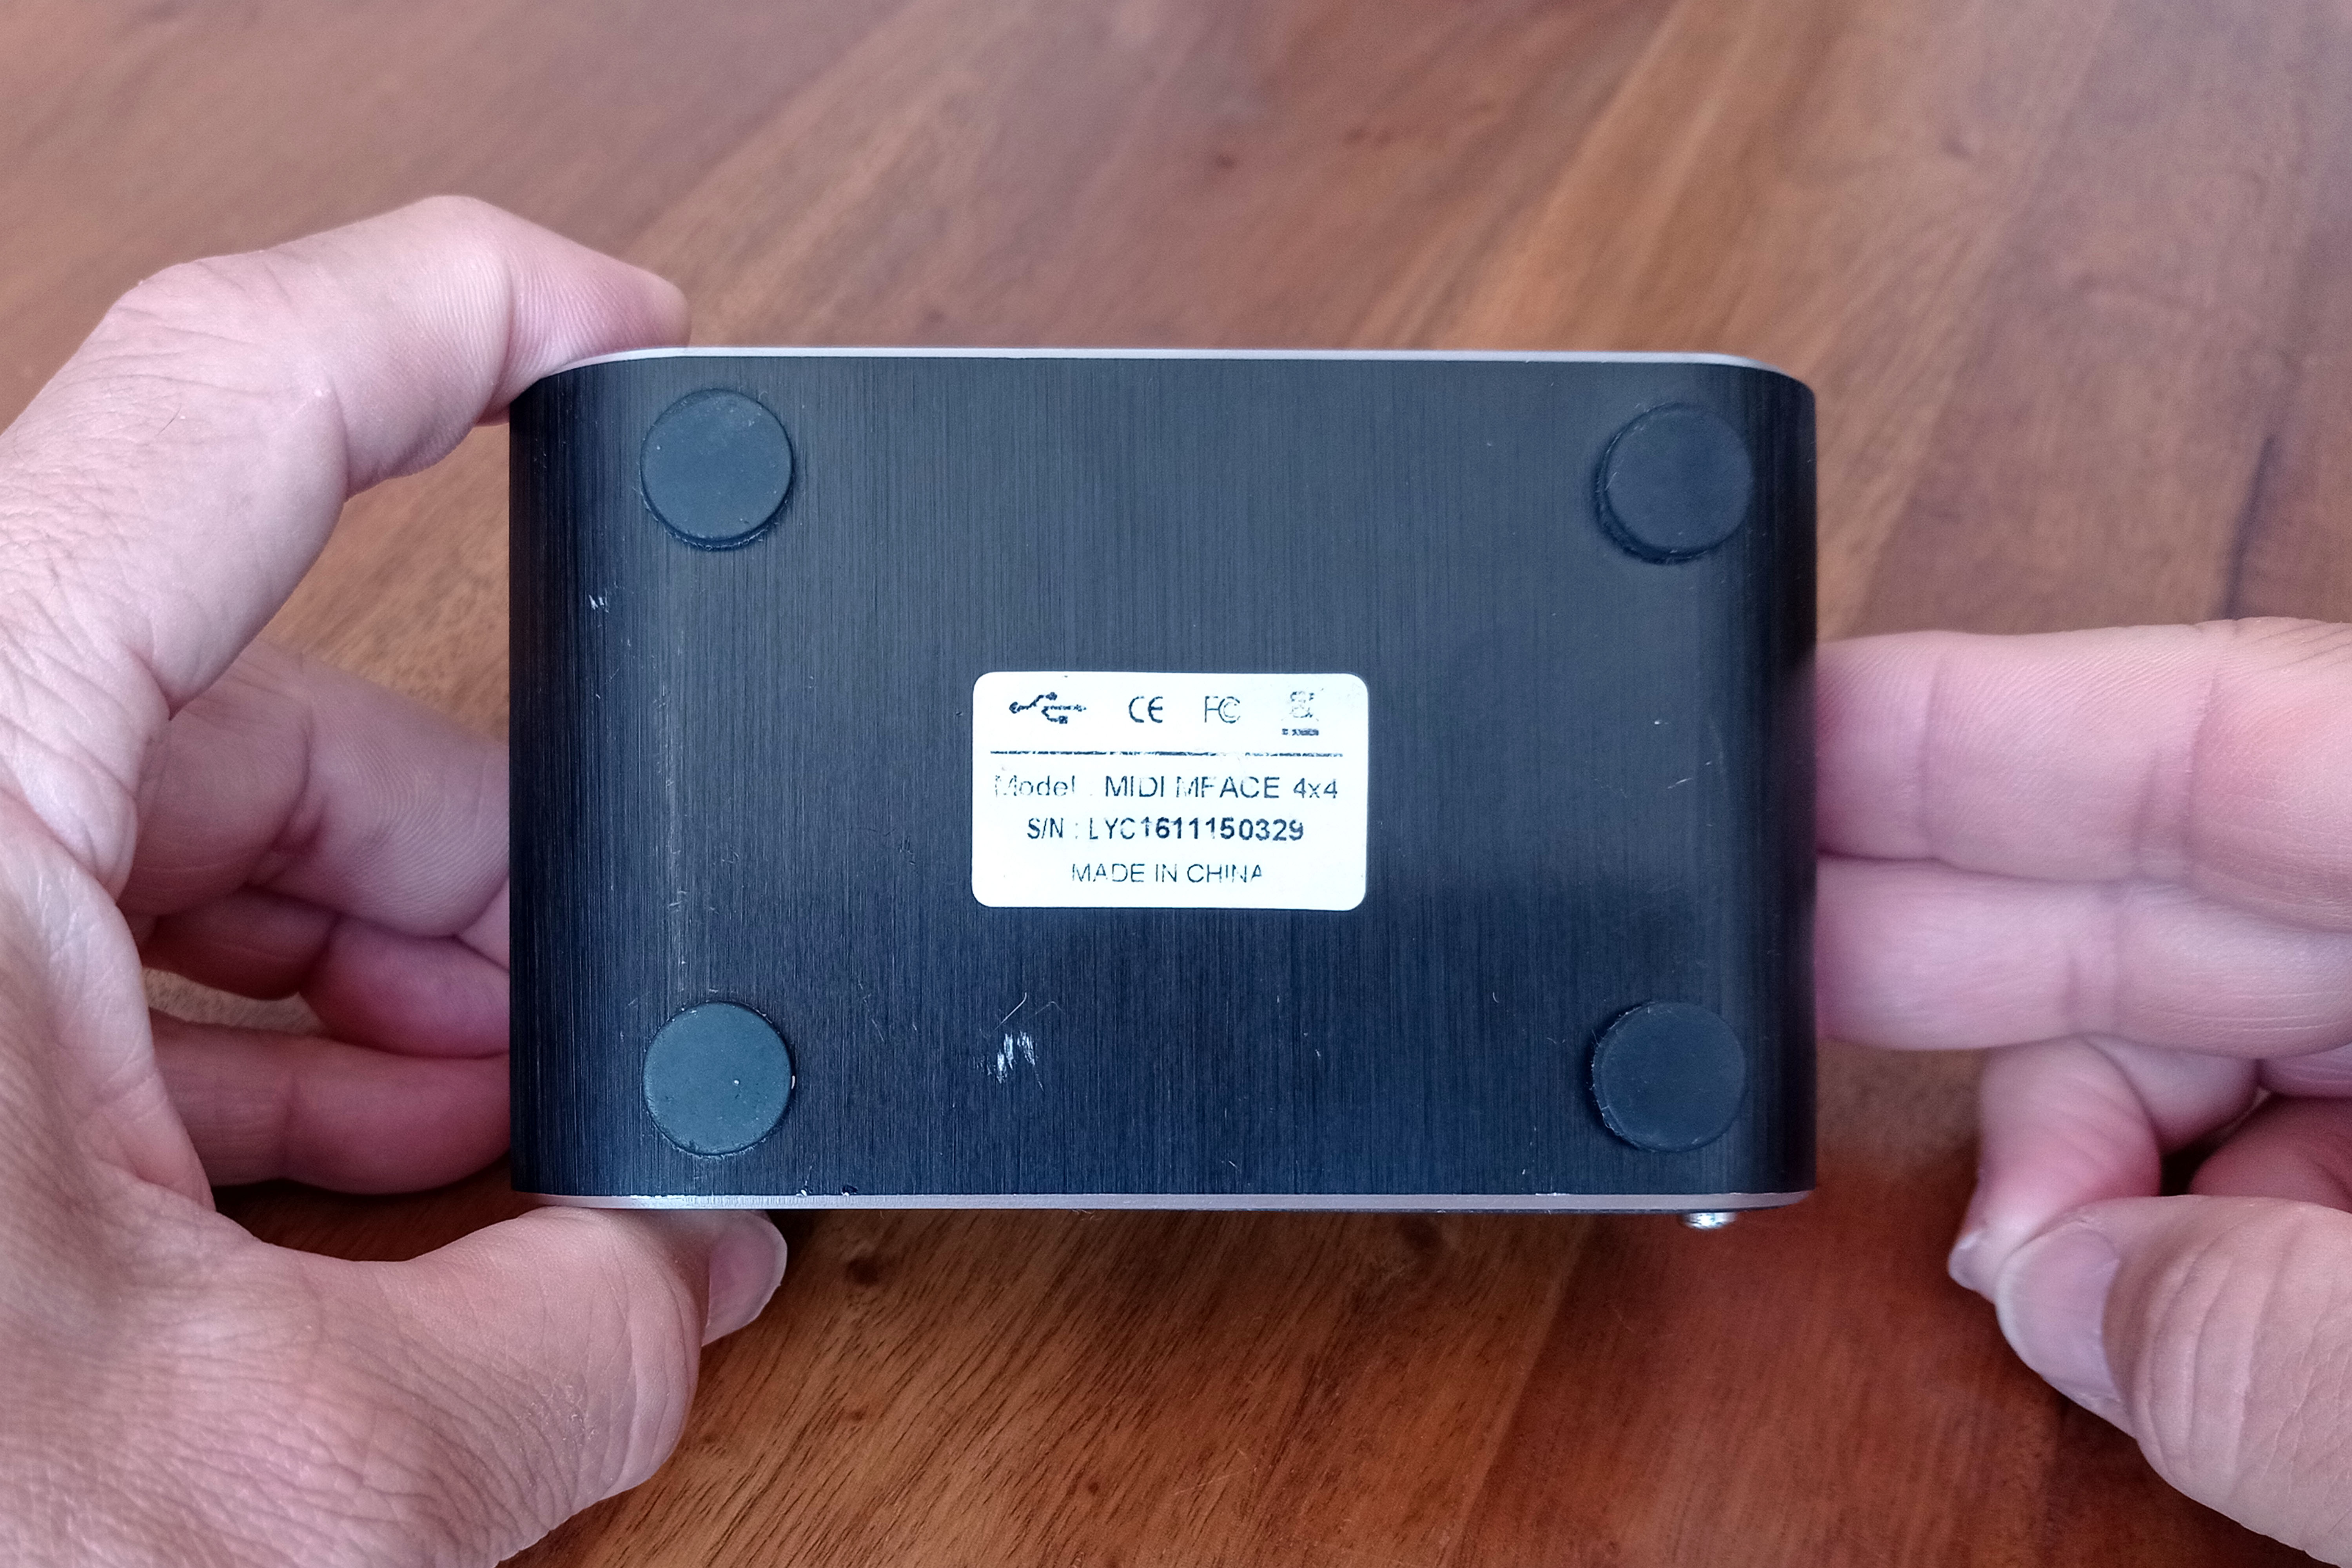 CE FC
Model : MIDI MFACE 4x4
S/N : LYC1611150329
MADE IN CHINA